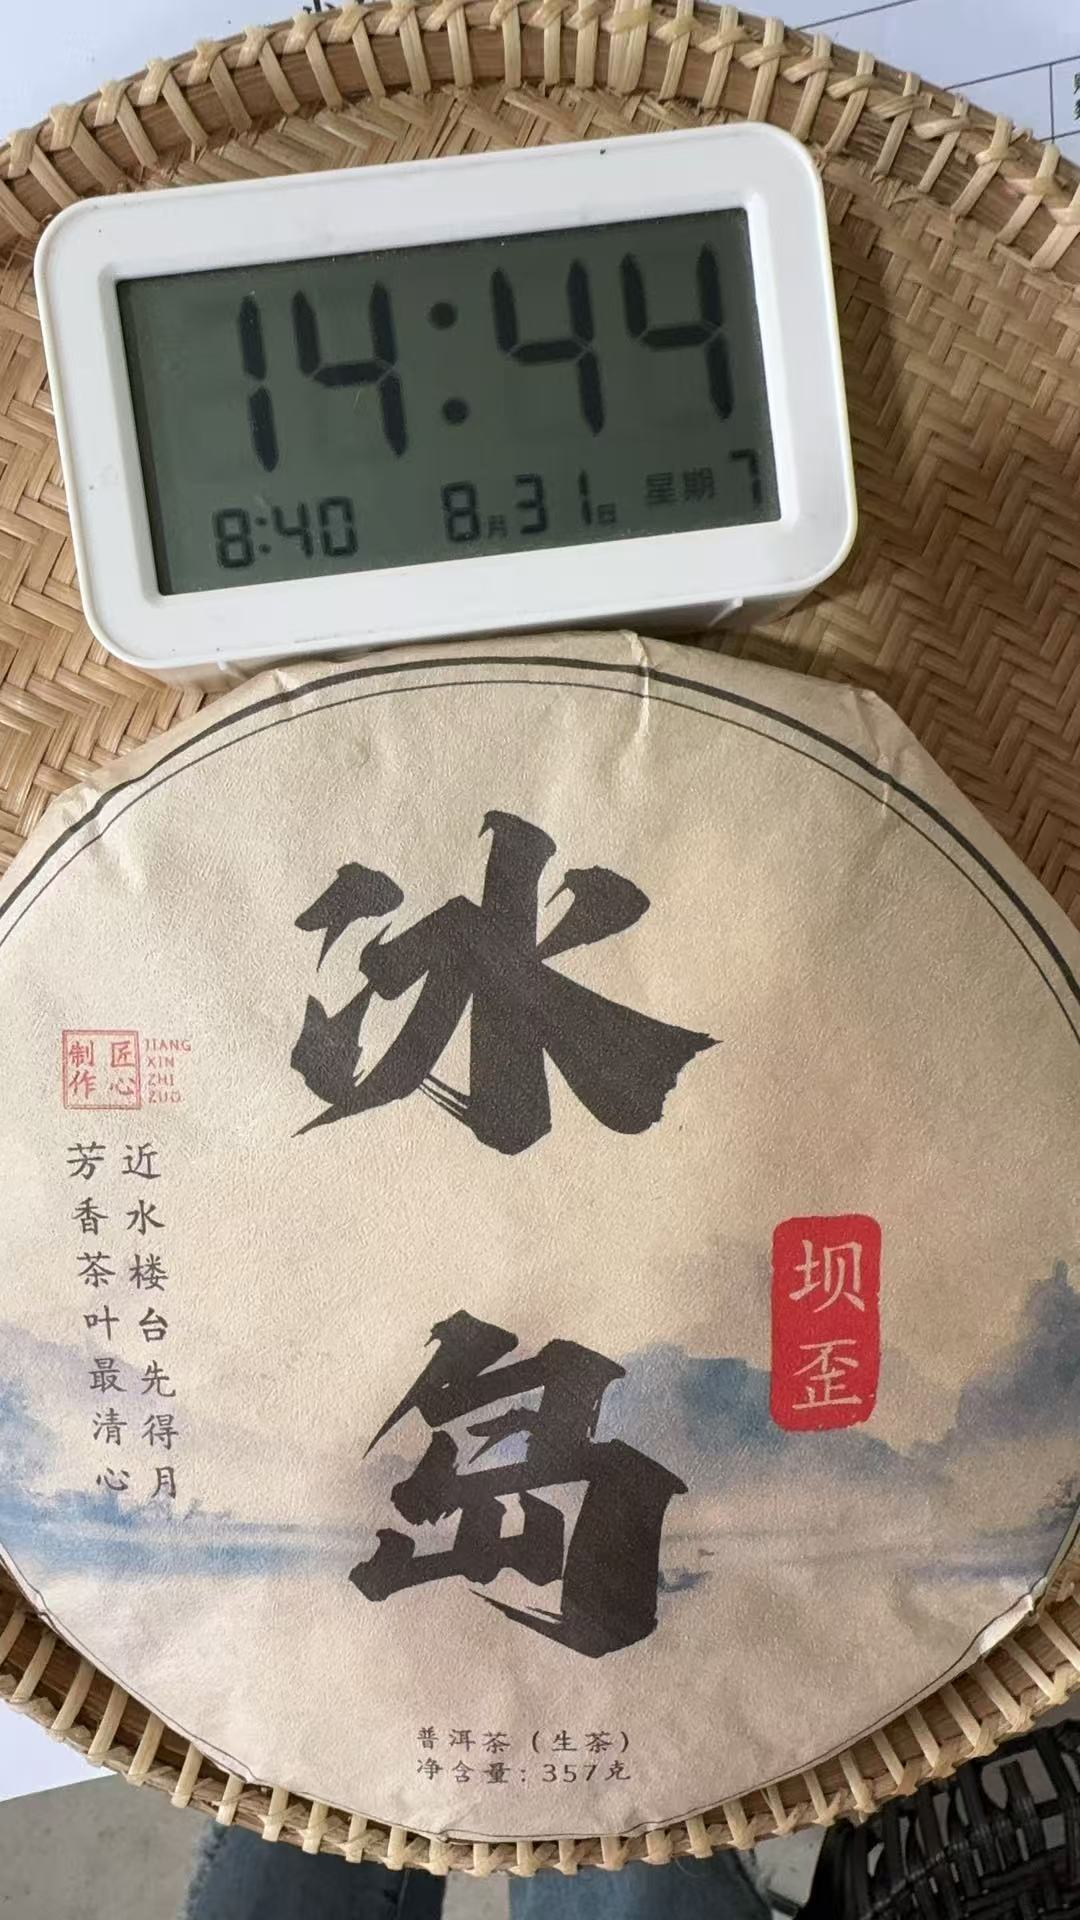 14:44
8:40 8月31日 星期7
冰岛
坝歪
匠心制作
JIANG
XIN
ZHI
ZUO
近水楼台先得月
芳香茶叶最清心
普洱茶（生茶）
净含量：357克